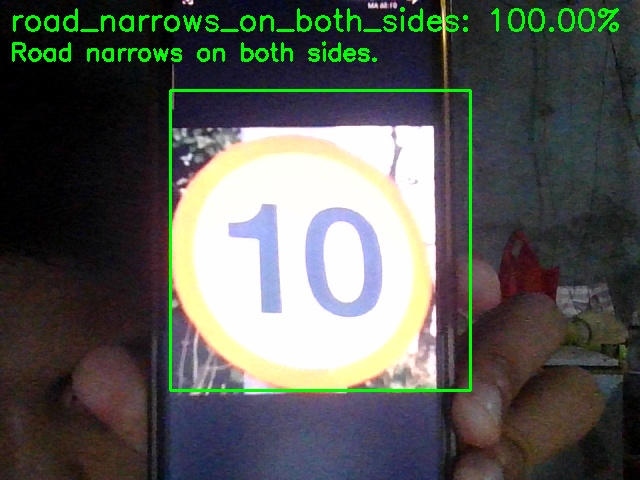 road_narrows_on_both_sides: 100.00%
Road narrows on both sides.
10